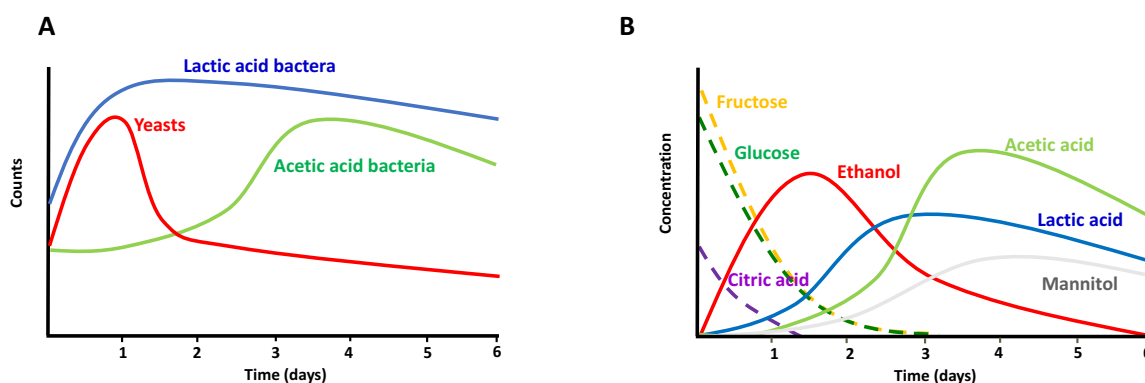 A
Lactic acid bactera
Yeasts
Acetic acid bacteria
Counts
1 2 3 4 5 6
Time (days)
B
Fructose
Glucose
Ethanol
Acetic acid
Lactic acid
Citric acid
Mannitol
Concentration
1 2 3 4 5 6
Time (days)